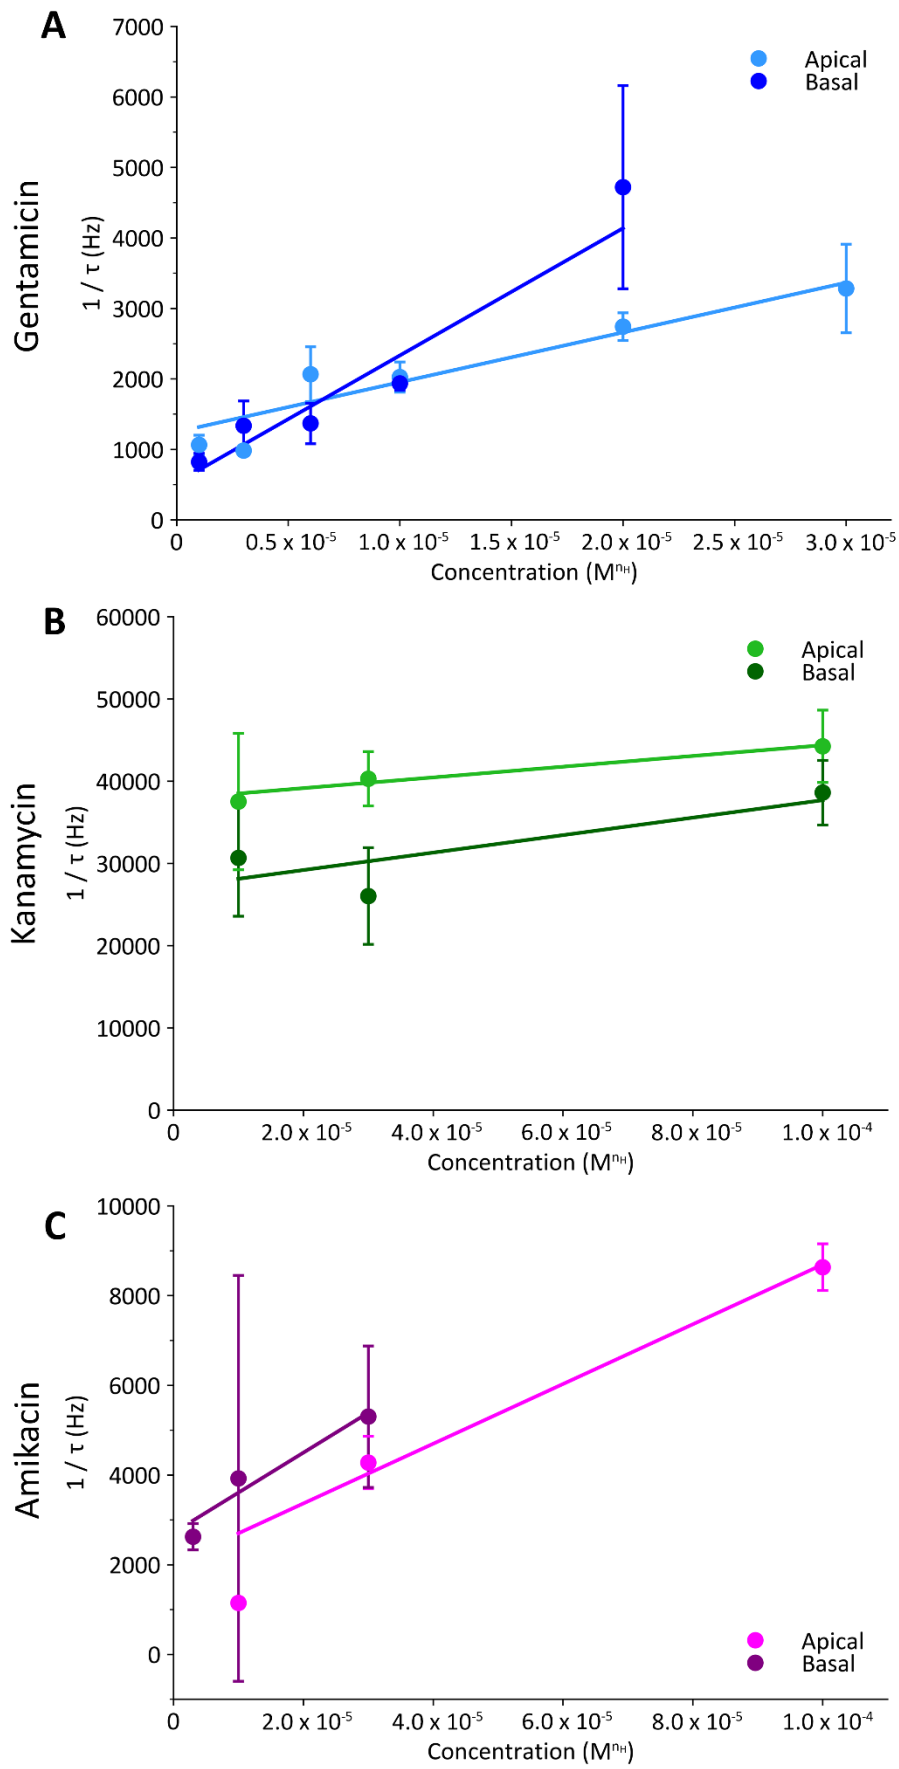 A
Gentamicin
1 / τ (Hz)
7000
6000
5000
4000
3000
2000
1000
0
Apical
Basal
0 0.5 x 10⁻⁵ 1.0 x 10⁻⁵ 1.5 x 10⁻⁵ 2.0 x 10⁻⁵ 2.5 x 10⁻⁵ 3.0 x 10⁻⁵
Concentration (Mⁿᴴ)
B
Kanamycin
1 / τ (Hz)
60000
50000
40000
30000
20000
10000
0
Apical
Basal
0 2.0 x 10⁻⁵ 4.0 x 10⁻⁵ 6.0 x 10⁻⁵ 8.0 x 10⁻⁵ 1.0 x 10⁻⁴
Concentration (Mⁿᴴ)
C
Amikacin
1 / τ (Hz)
10000
8000
6000
4000
2000
0
Apical
Basal
0 2.0 x 10⁻⁵ 4.0 x 10⁻⁵ 6.0 x 10⁻⁵ 8.0 x 10⁻⁵ 1.0 x 10⁻⁴
Concentration (Mⁿᴴ)